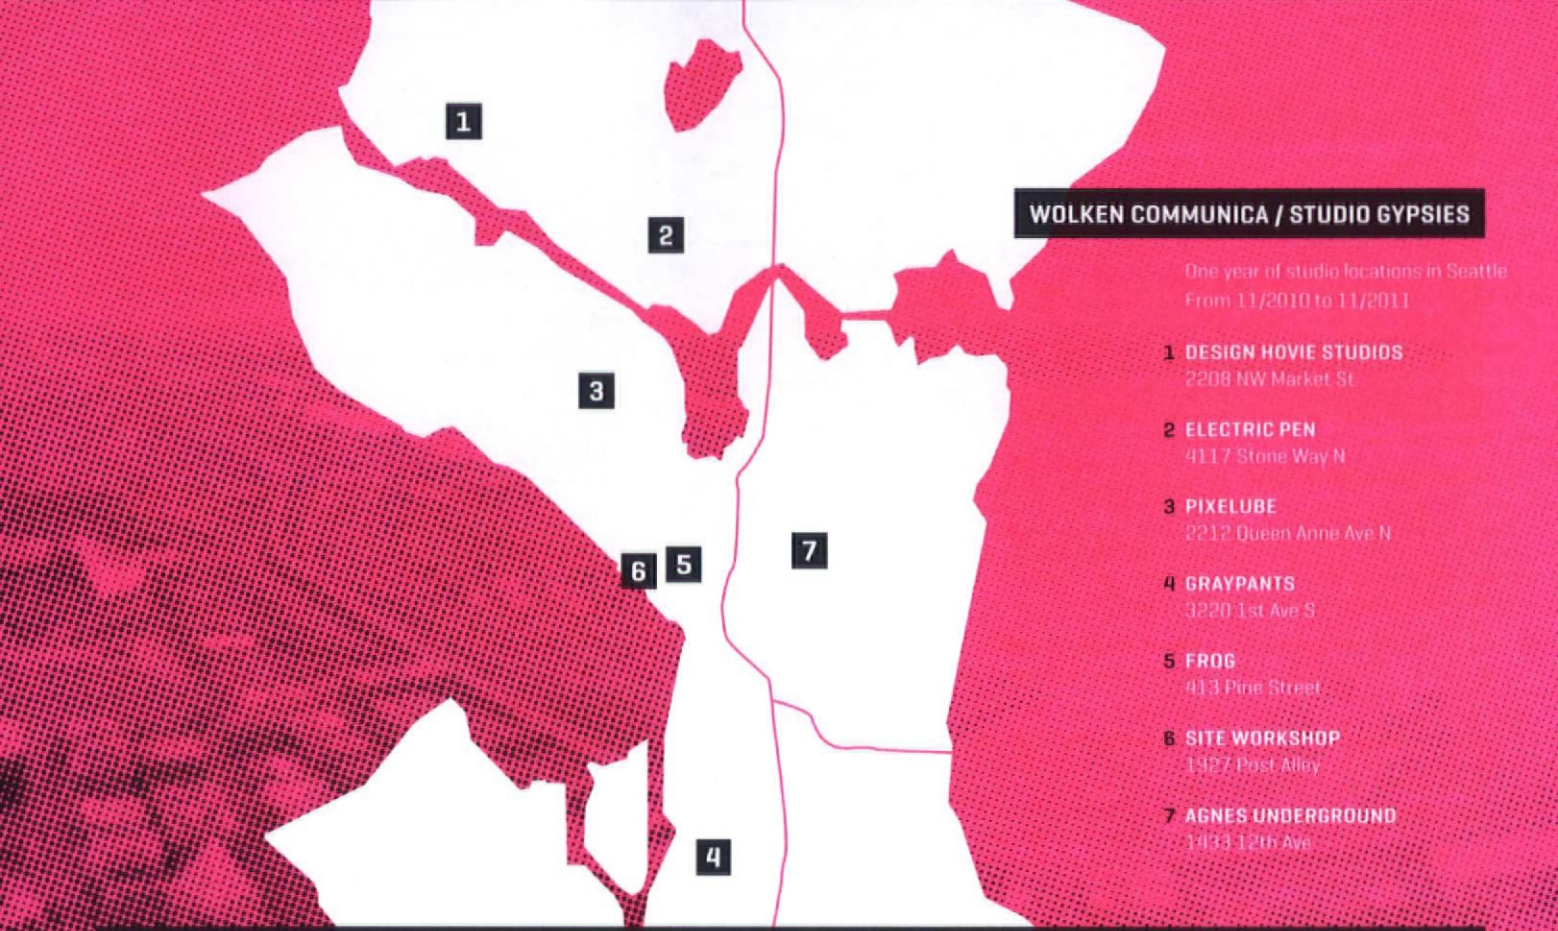 1
2
WOLKEN COMMUNICA / STUDIO GYPSIES
One year of studio locations in Seattle
From 11/2010 to 11/2011
3
1 DESIGN HOVIE STUDIOS
2208 NW Market St
2 ELECTRIC PEN
4117 Stone Way N
3 PIXELUBE
2212 Queen Anne Ave N
6
5
7
4 GRAYPANTS
3220 1st Ave S
5 FROG
413 Pine Street
6 SITE WORKSHOP
1927 Post Alley
4
7 AGNES UNDERGROUND
1433 12th Ave